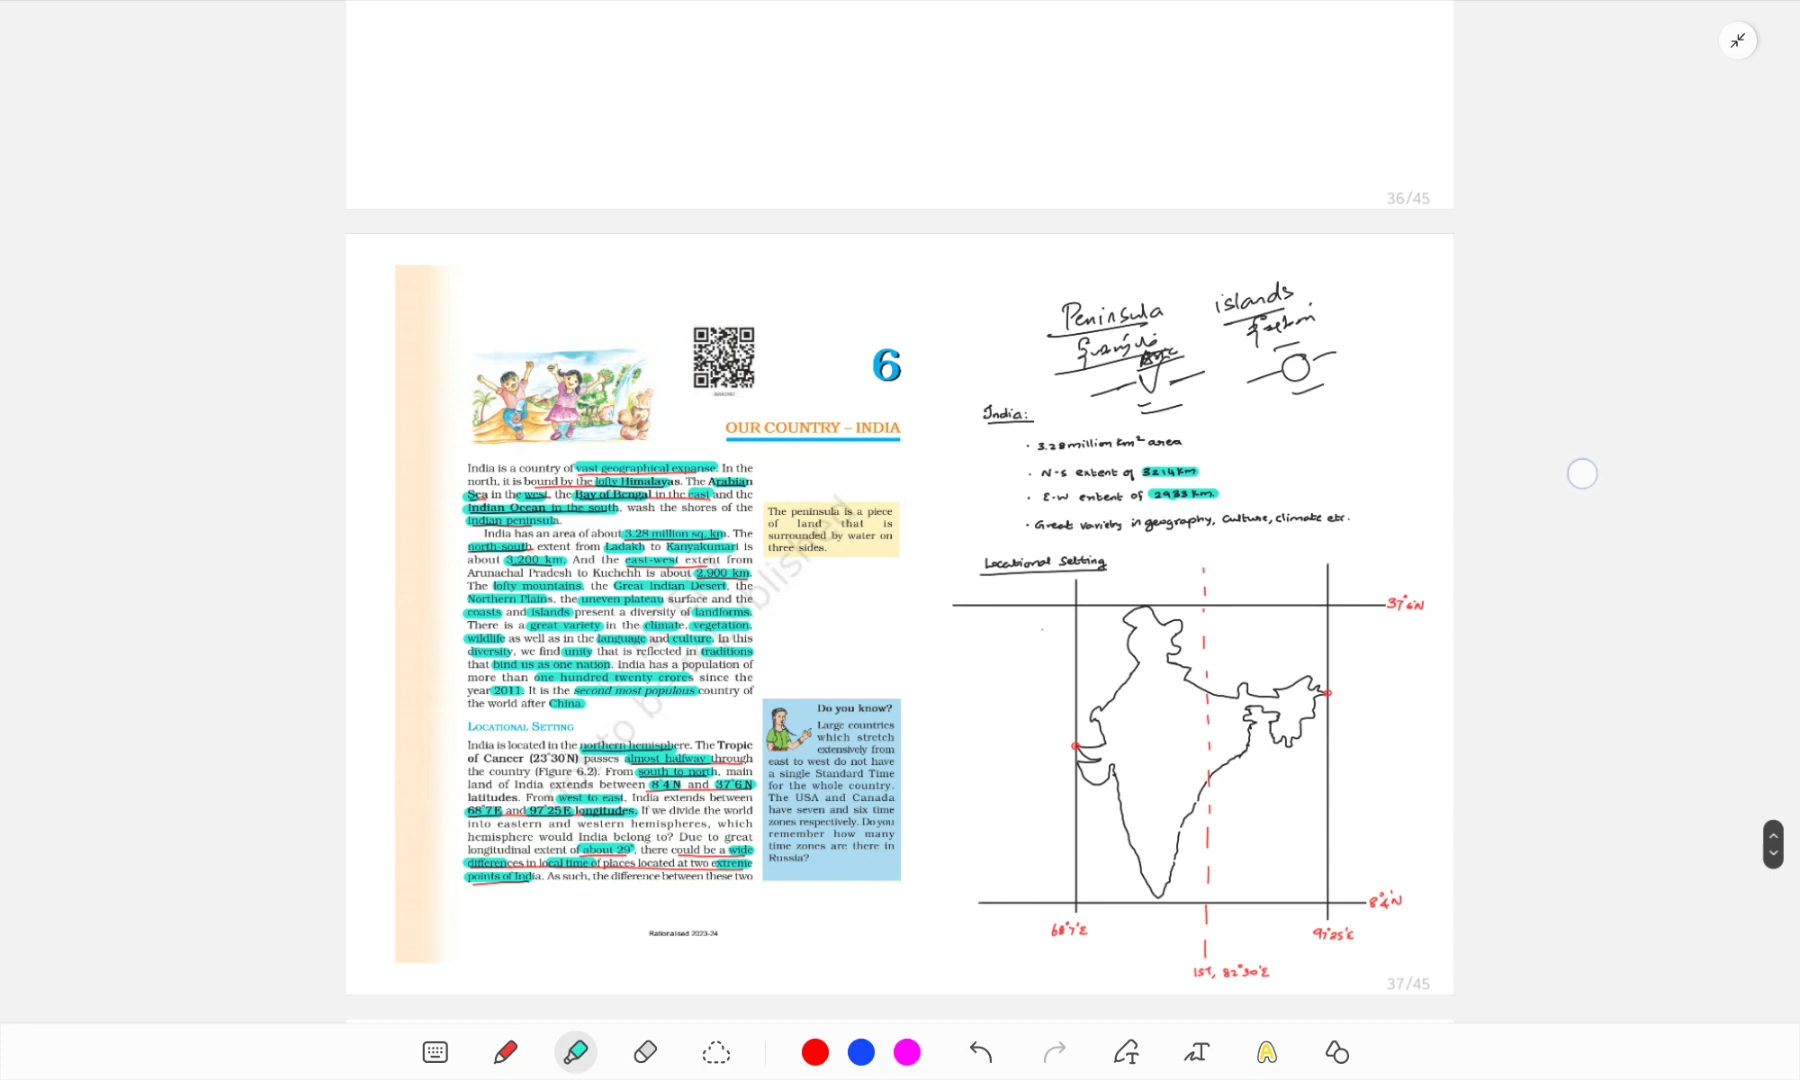 36/45
6
OUR COUNTRY – INDIA
India is a country of vast geographical expanse. In the
north, it is bound by the lofty Himalayas. The Arabian
Sea in the west, the Bay of Bengal in the east and the
Indian Ocean in the south, wash the shores of the
Indian peninsula.
India has an area of about 3.28 million sq. km. The
north-south extent from Ladakh to Kanyakumari is
about 3,200 km. And the east-west extent from
Arunachal Pradesh to Kuchchh is about 2,900 km.
The lofty mountains, the Great Indian Desert, the
Northern Plains, the uneven plateau surface and the
coasts and islands present a diversity of landforms.
There is a great variety in the climate, vegetation,
wildlife as well as in the language and culture. In this
diversity, we find unity that is reflected in traditions
that bind us as one nation. India has a population of
more than one hundred twenty crores since the
year 2011. It is the second most populous country of
the world after China.
LOCATIONAL SETTING
India is located in the northern hemisphere. The Tropic
of Cancer (23°30'N) passes almost halfway through
the country (Figure 6.2). From south to north, main
land of India extends between 8°4'N and 37°6'N
latitudes. From west to east, India extends between
68°7'E and 97°25'E longitudes. If we divide the world
into eastern and western hemispheres, which
hemisphere would India belong to? Due to great
longitudinal extent of about 29°, there could be a wide
differences in local time of places located at two extreme
points of India. As such, the difference between these two
The peninsula is a piece
of land that is
surrounded by water on
three sides.
Do you know?
Large countries
which stretch
extensively from
east to west do not have
a single Standard Time
for the whole country.
The USA and Canada
have seven and six time
zones respectively. Do you
remember how many
time zones are there in
Russia?
Rationalised 2023-24
Peninsula
islands
India:
· 3.28 million km² area
· N-S extent of 3214 km
· E-W extent of 2933 km.
· Great variety in geography, culture, climate etc.
Locational Setting
37°6'N
8°4'N
68°7'E
97°25'E
IST, 82°30'E
37/45